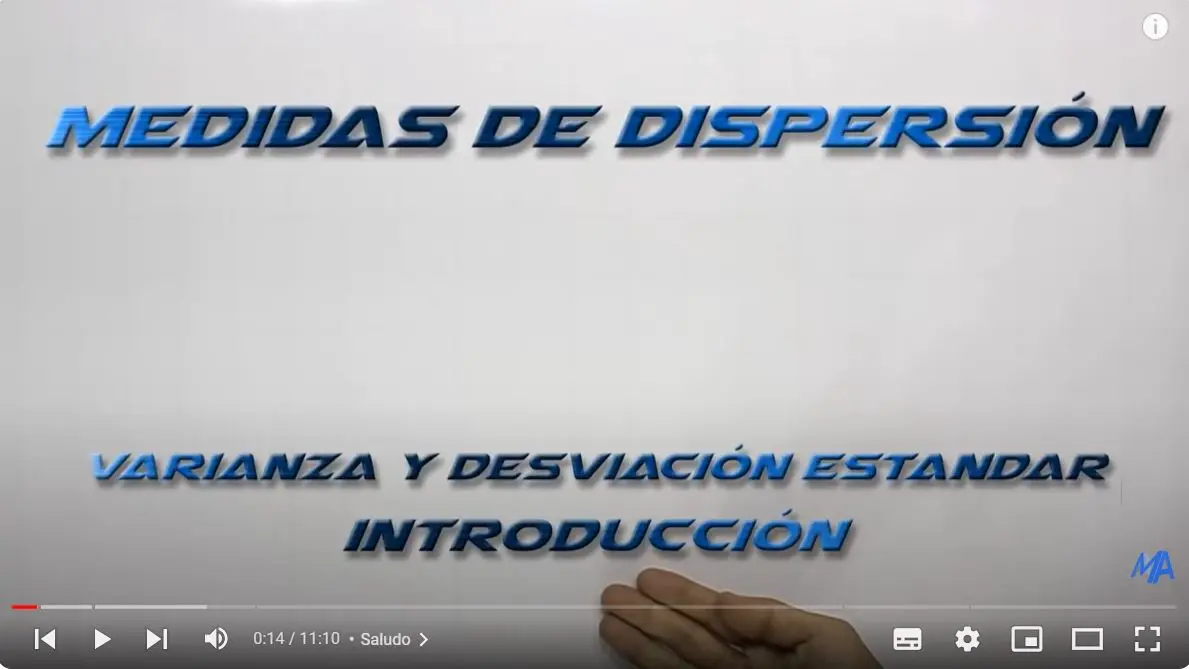 MEDIDAS DE DISPERSIÓN
VARIANZA Y DESVIACIÓN ESTANDAR
INTRODUCCIÓN
MA
0:14 / 11:10 • Saludo